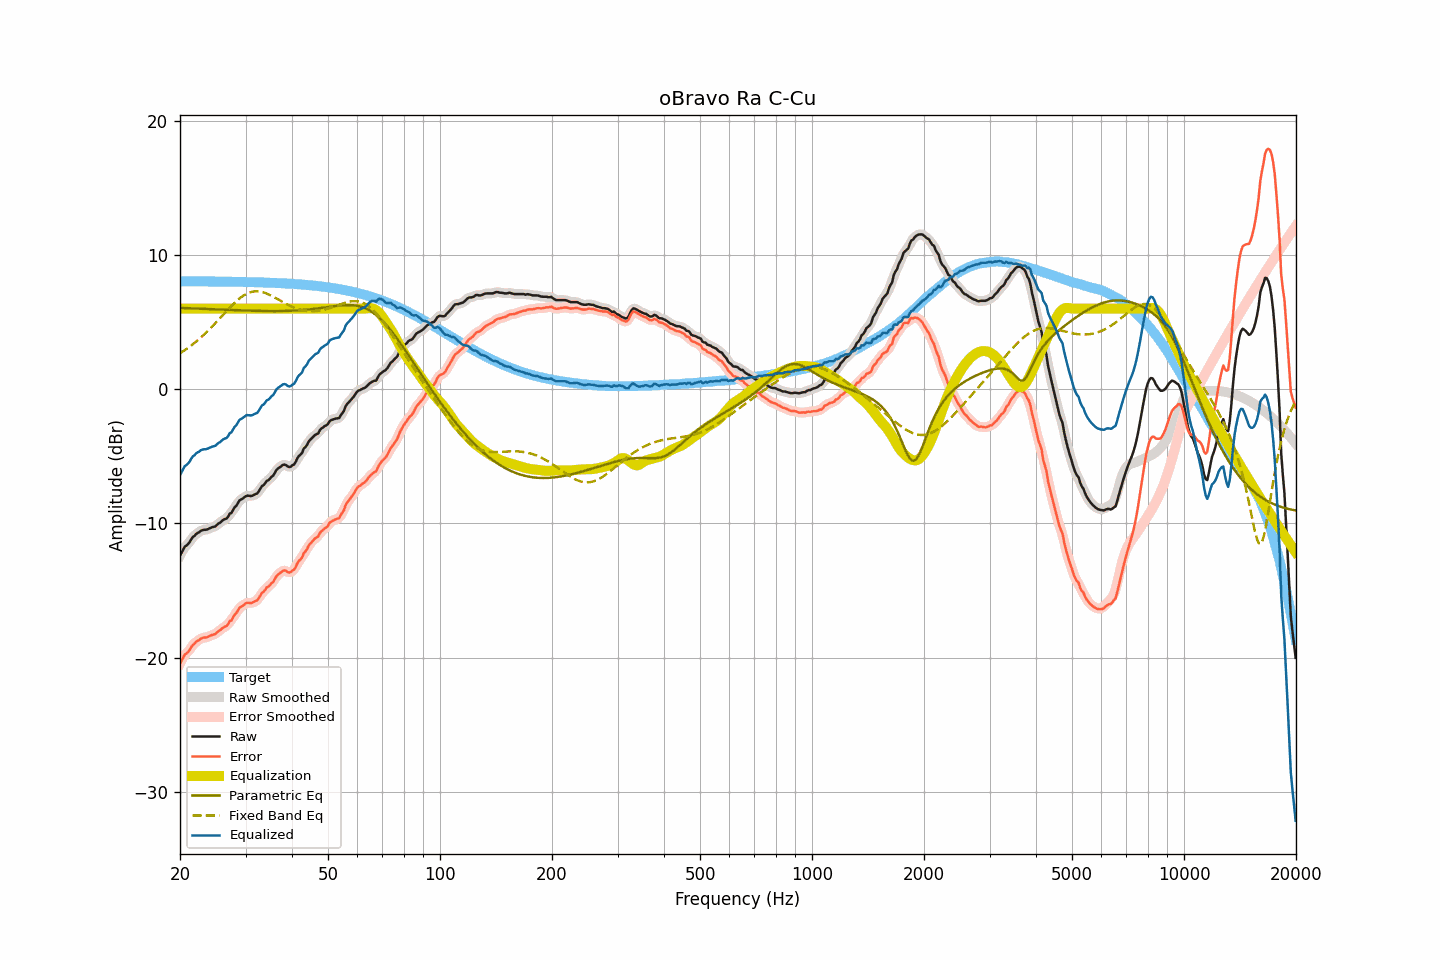 oBravo Ra C-Cu
20
10
0
−10
−20
−30
Amplitude (dBr)
Target
Raw Smoothed
Error Smoothed
Raw
Error
Equalization
Parametric Eq
Fixed Band Eq
Equalized
20 50 100 200 500 1000 2000 5000 10000 20000
Frequency (Hz)